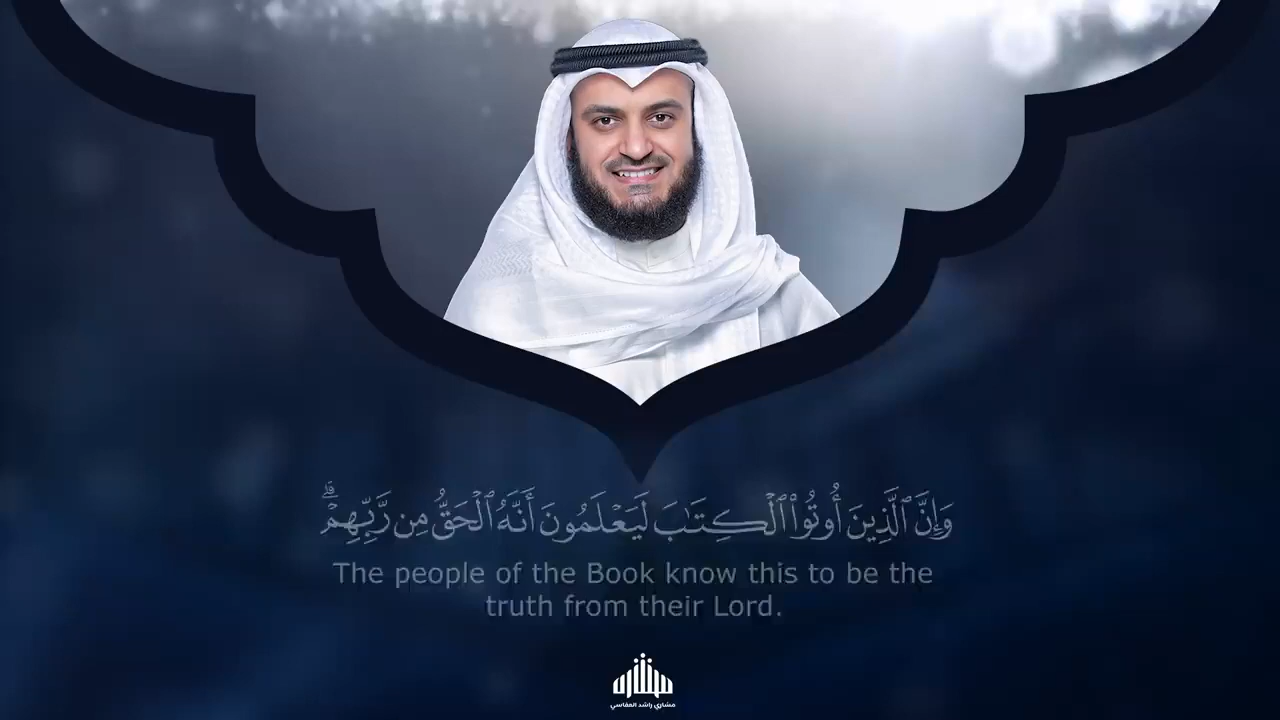 وَإِنَّ ٱلَّذِينَ أُوتُوا۟ ٱلْكِتَـٰبَ لَيَعْلَمُونَ أَنَّهُ ٱلْحَقُّ مِن رَّبِّهِمْ ۗ
The people of the Book know this to be the
truth from their Lord.
مشاري راشد العفاسي